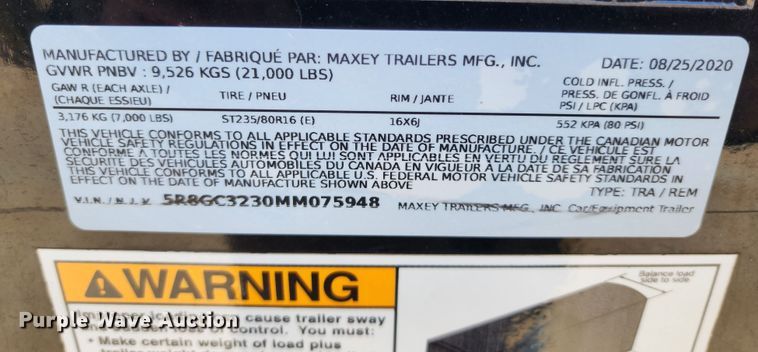 MANUFACTURED BY / FABRIQUÉ PAR: MAXEY TRAILERS MFG., INC. DATE: 08/25/2020
GVWR PNBV : 9,526 KGS (21,000 LBS)
GAW R (EACH AXLE) / TIRE / PNEU RIM / JANTE COLD INFL. PRESS. /
(CHAQUE ESSIEU) PRESS. DE GONFL. À FROID
PSI / LPC (KPA)
3,176 KG (7,000 LBS) ST235/80R16 (E) 16X6J 552 KPA (80 PSI)
THIS VEHICLE CONFORMS TO ALL APPLICABLE STANDARDS PRESCRIBED UNDER THE CANADIAN MOTOR
VEHICLE SAFETY REGULATIONS IN EFFECT ON THE DATE OF MANUFACTURE. / CE VÉHICULE EST
CONFORME À TOUTES LES NORMES QUI LUI SONT APPLICABLES EN VERTU DU RÈGLEMENT SUR LA
SÉCURITÉ DES VÉHICULES AUTOMOBILES DU CANADA EN VIGUEUR À LA DATE DE SA FABRICATION
THIS VEHICLE CONFORMS TO ALL APPLICABLE U.S. FEDERAL MOTOR VEHICLE SAFETY STANDARDS IN
EFFECT ON THE DATE OF MANUFACTURE SHOWN ABOVE
TYPE: TRA / REM
V.I.N. / N.I.V. 5R8GC3230MM075948 MAXEY TRAILERS MFG., INC. Car/Equipment Trailer
WARNING
cause trailer sway
control. You must:
• Make certain weight of load plus
Balance load
side to side
Purple Wave Auction